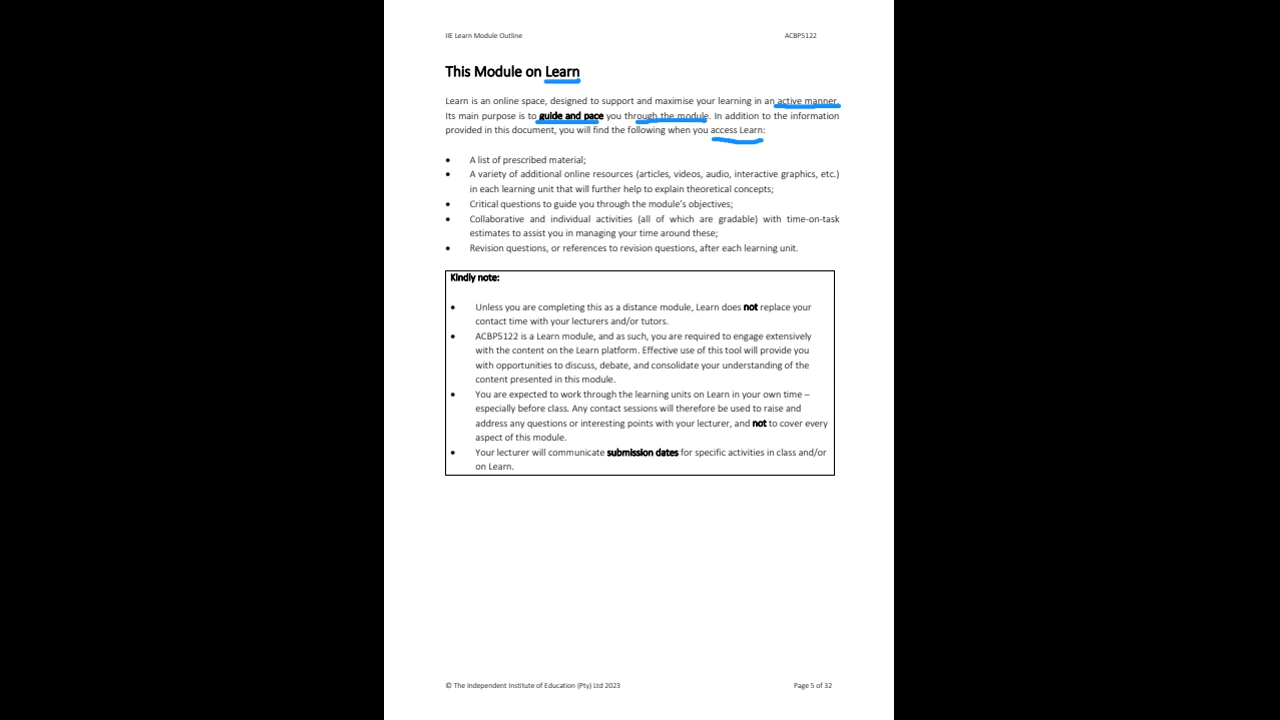 IIE Learn Module Outline ACBP5122
This Module on Learn
Learn is an online space, designed to support and maximise your learning in an active manner.
Its main purpose is to guide and pace you through the module. In addition to the information
provided in this document, you will find the following when you access Learn:
• A list of prescribed material;
• A variety of additional online resources (articles, videos, audio, interactive graphics, etc.)
in each learning unit that will further help to explain theoretical concepts;
• Critical questions to guide you through the module's objectives;
• Collaborative and individual activities (all of which are gradable) with time-on-task
estimates to assist you in managing your time around these;
• Revision questions, or references to revision questions, after each learning unit.
Kindly note:
• Unless you are completing this as a distance module, Learn does not replace your
contact time with your lecturers and/or tutors.
• ACBP5122 is a Learn module, and as such, you are required to engage extensively
with the content on the Learn platform. Effective use of this tool will provide you
with opportunities to discuss, debate, and consolidate your understanding of the
content presented in this module.
• You are expected to work through the learning units on Learn in your own time –
especially before class. Any contact sessions will therefore be used to raise and
address any questions or interesting points with your lecturer, and not to cover every
aspect of this module.
• Your lecturer will communicate submission dates for specific activities in class and/or
on Learn.
© The Independent Institute of Education (Pty) Ltd 2023 Page 5 of 32